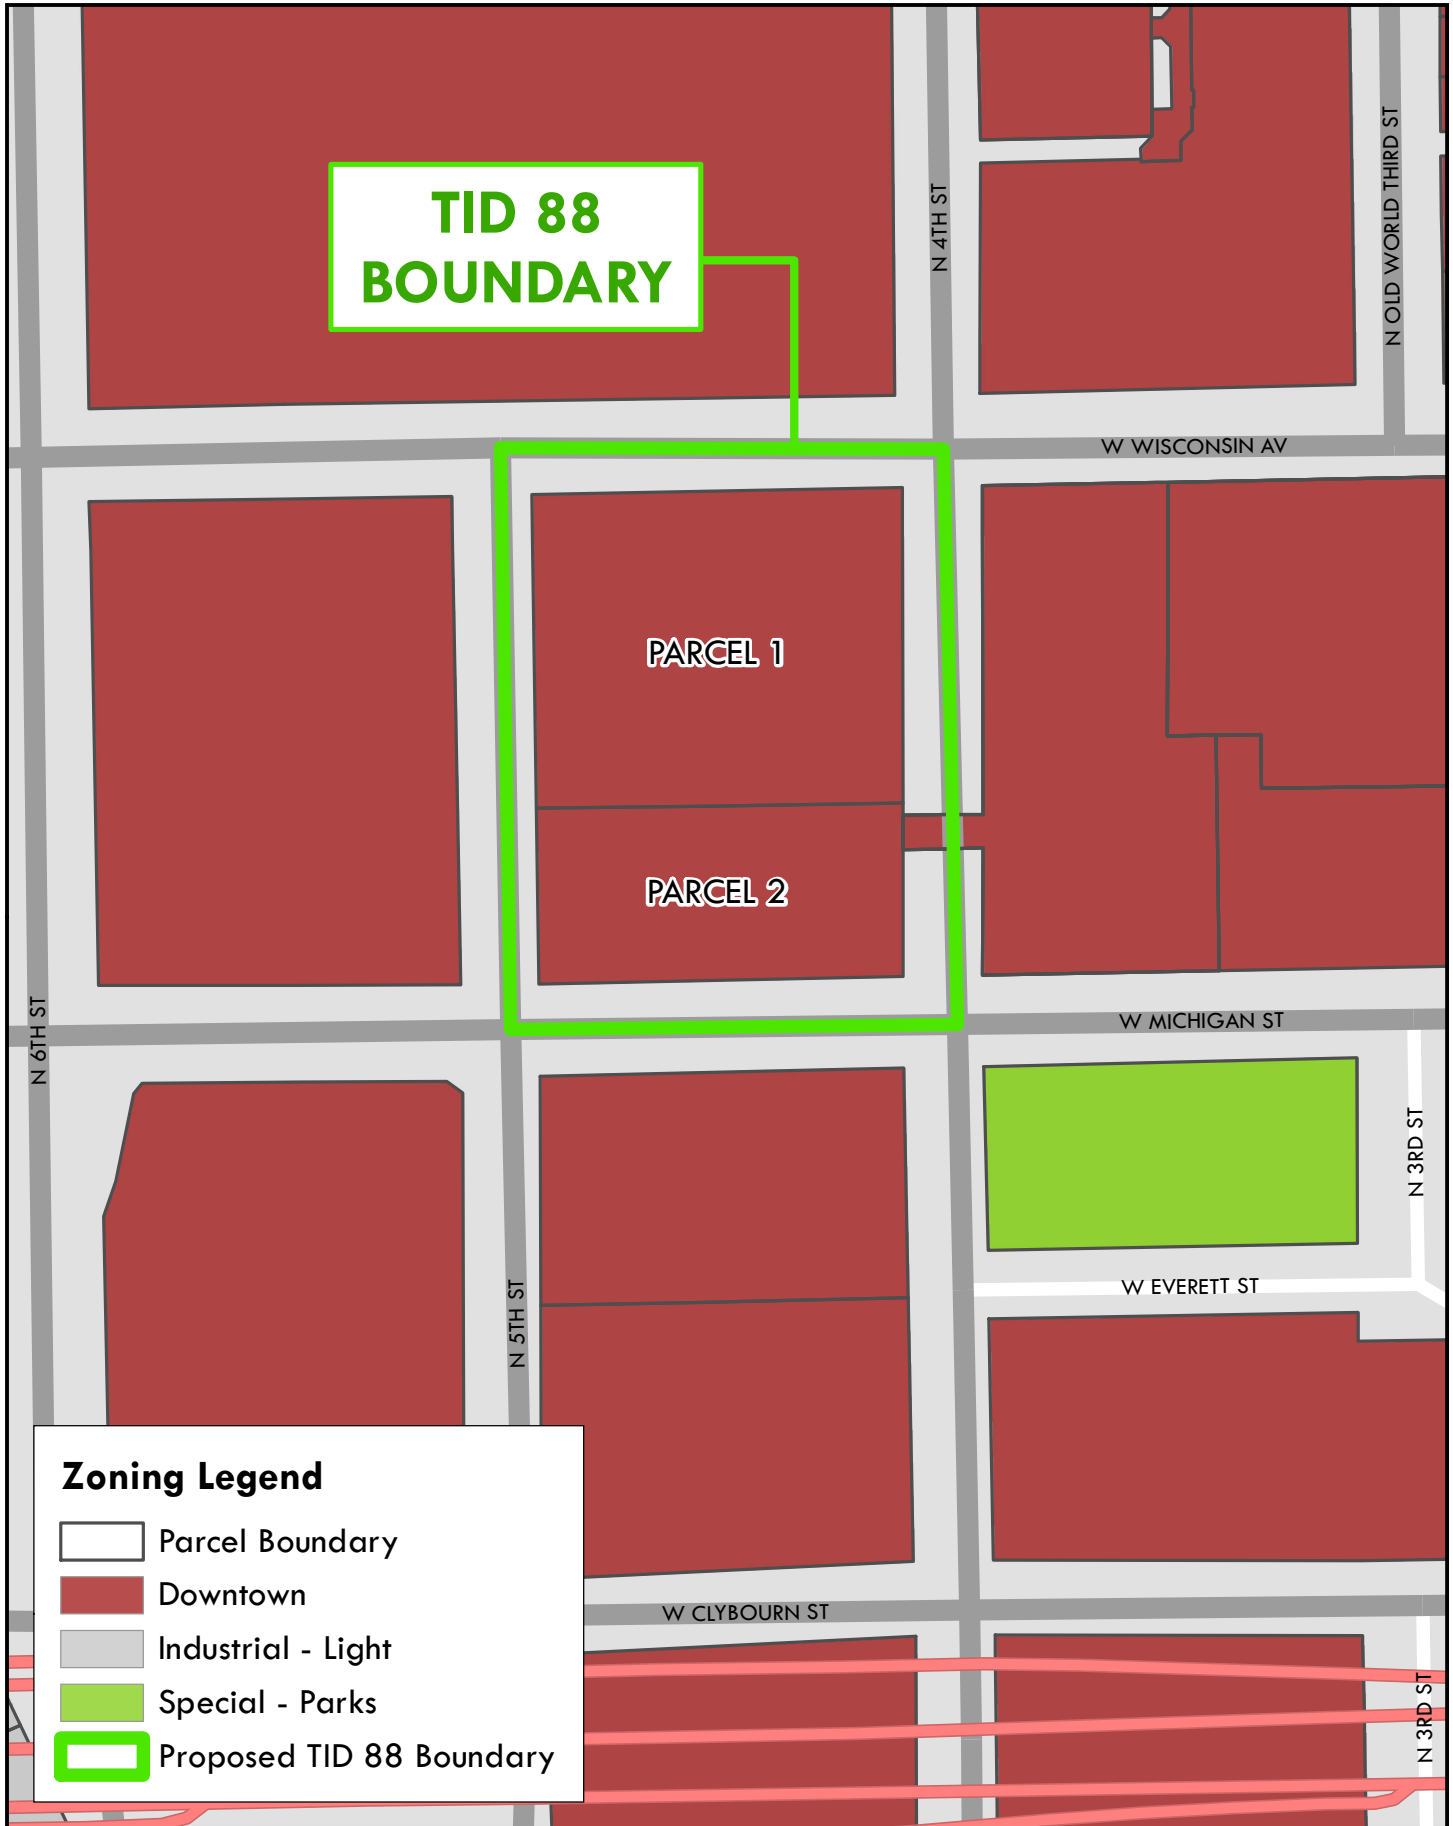 N 4TH ST
N OLD WORLD THIRD ST
TID 88
BOUNDARY
W WISCONSIN AV
PARCEL 1
PARCEL 2
N 6TH ST
W MICHIGAN ST
N 3RD ST
W EVERETT ST
N 5TH ST
W CLYBOURN ST
N 3RD ST
Zoning Legend
Parcel Boundary
Downtown
Industrial - Light
Special - Parks
Proposed TID 88 Boundary